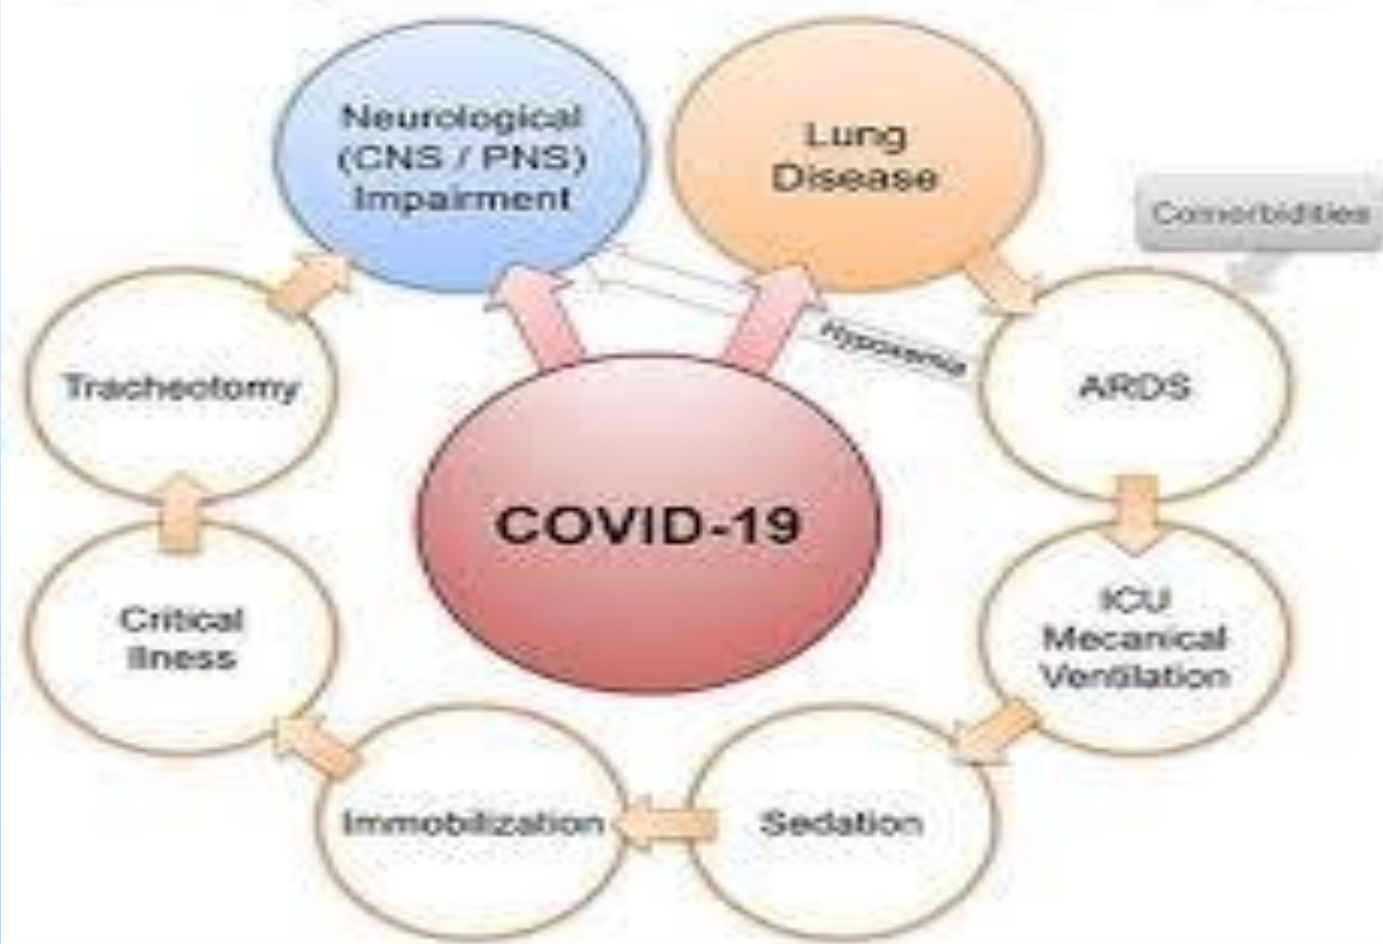 Neurological
(CNS / PNS)
Impairment
Lung
Disease
Comorbidities
Tracheotomy
Hypoxemia
ARDS
COVID-19
Critical
Ilness
ICU
Mecanical
Ventilation
Immobilization
Sedation